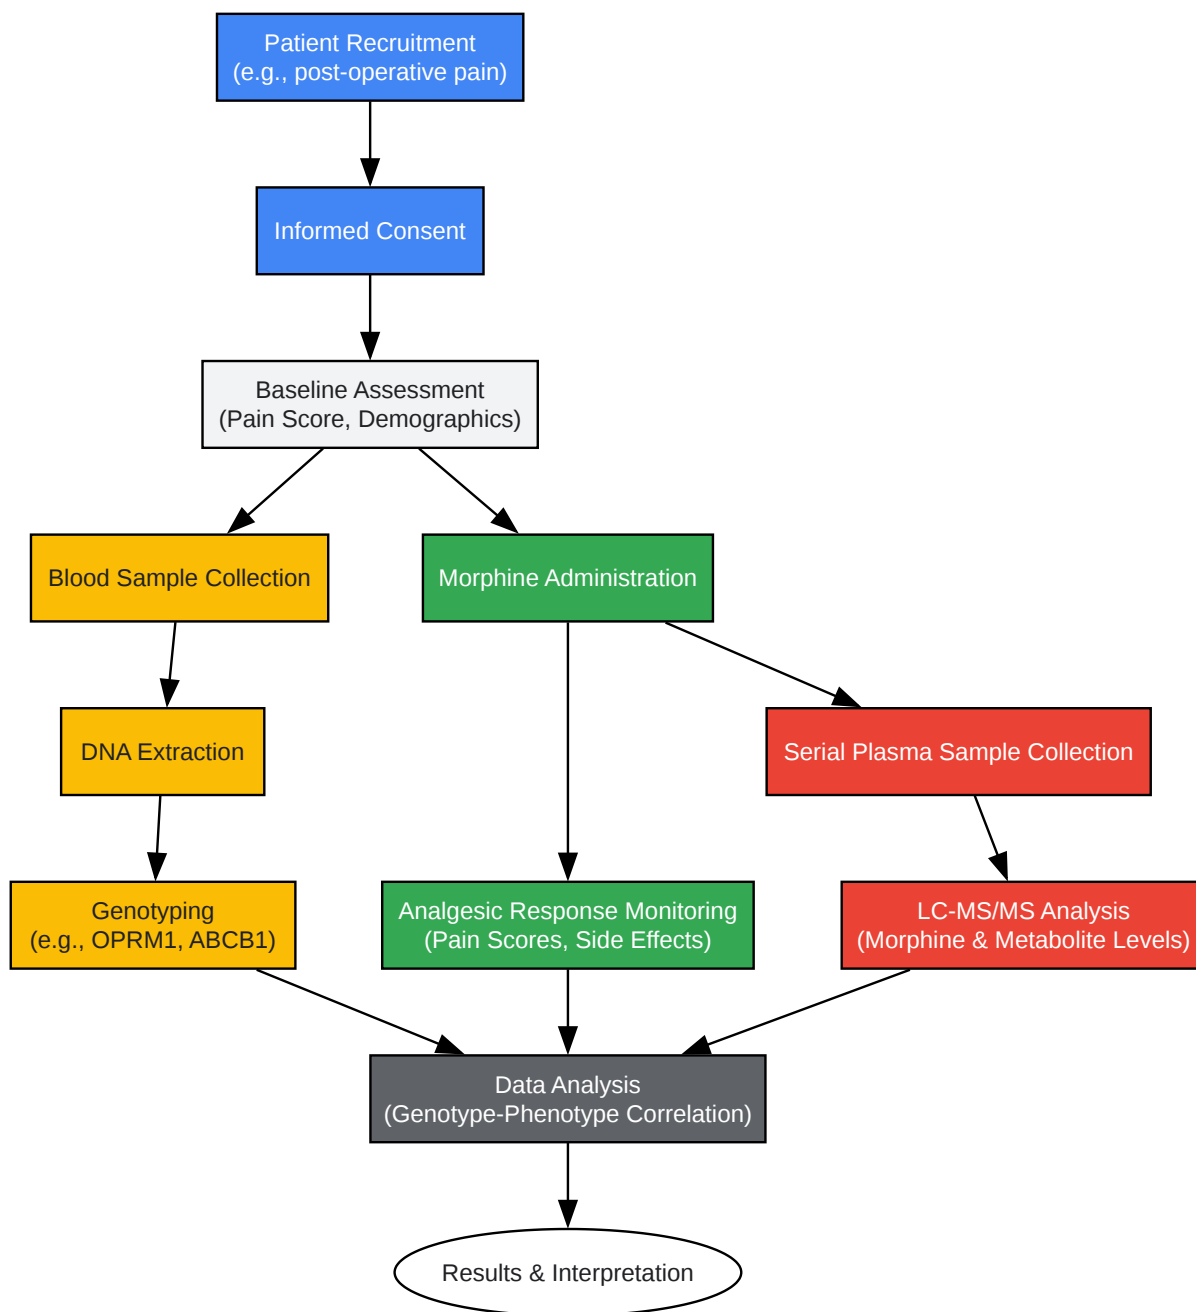 Patient Recruitment
(e.g., post-operative pain)
Informed Consent
Baseline Assessment
(Pain Score, Demographics)
Blood Sample Collection
Morphine Administration
DNA Extraction
Serial Plasma Sample Collection
Genotyping
(e.g., OPRM1, ABCB1)
Analgesic Response Monitoring
(Pain Scores, Side Effects)
LC-MS/MS Analysis
(Morphine & Metabolite Levels)
Data Analysis
(Genotype-Phenotype Correlation)
Results & Interpretation